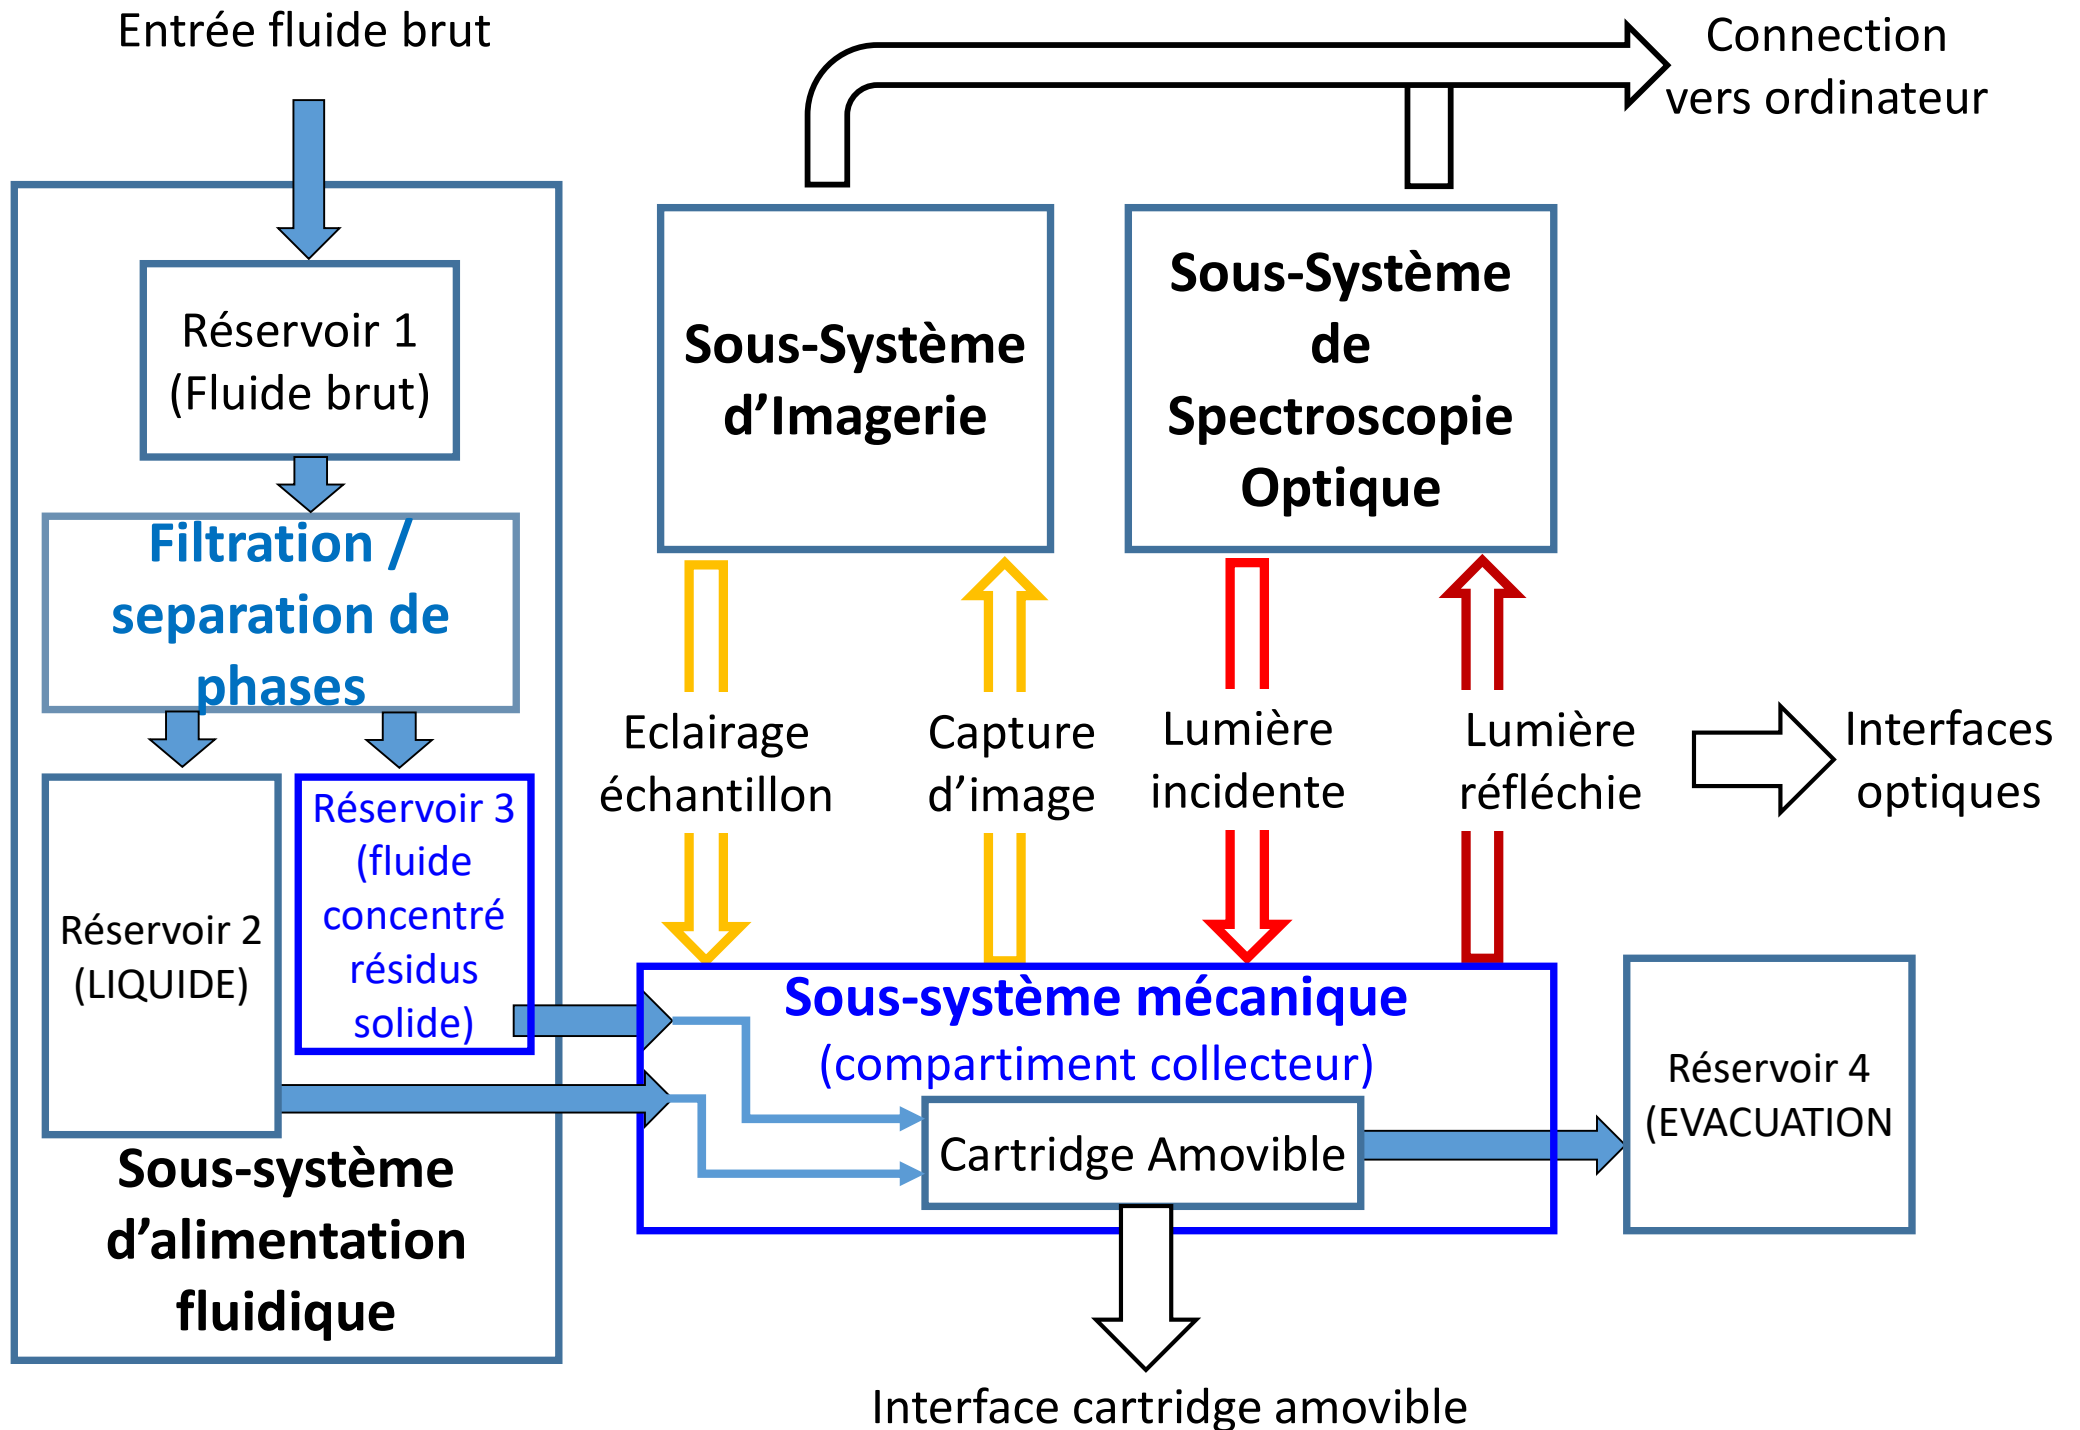 Entrée fluide brut
Connection
vers ordinateur
Réservoir 1
(Fluide brut)
Filtration /
separation de
phases
Réservoir 2
(LIQUIDE)
Réservoir 3
(fluide
concentré
résidus
solide)
Sous-système
d’alimentation
fluidique
Sous-Système
d’Imagerie
Sous-Système
de
Spectroscopie
Optique
Eclairage
échantillon
Capture
d’image
Lumière
incidente
Lumière
réfléchie
Interfaces
optiques
Sous-système mécanique
(compartiment collecteur)
Cartridge Amovible
Réservoir 4
(EVACUATION
Interface cartridge amovible